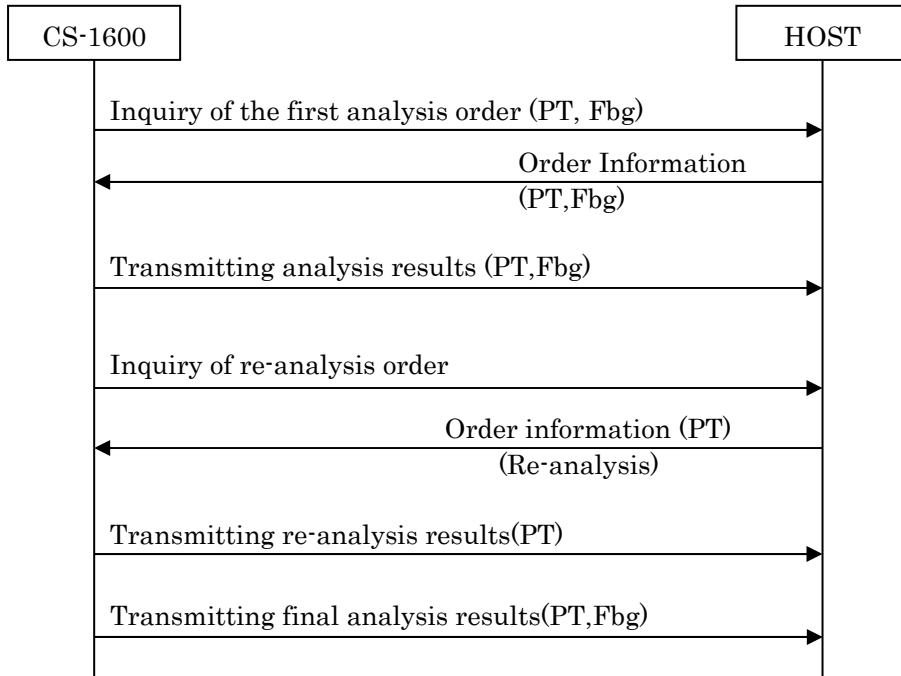 CS-1600
HOST
Inquiry of the first analysis order (PT, Fbg)
Order Information
(PT,Fbg)
Transmitting analysis results (PT,Fbg)
Inquiry of re-analysis order
Order information (PT)
(Re-analysis)
Transmitting re-analysis results(PT)
Transmitting final analysis results(PT,Fbg)